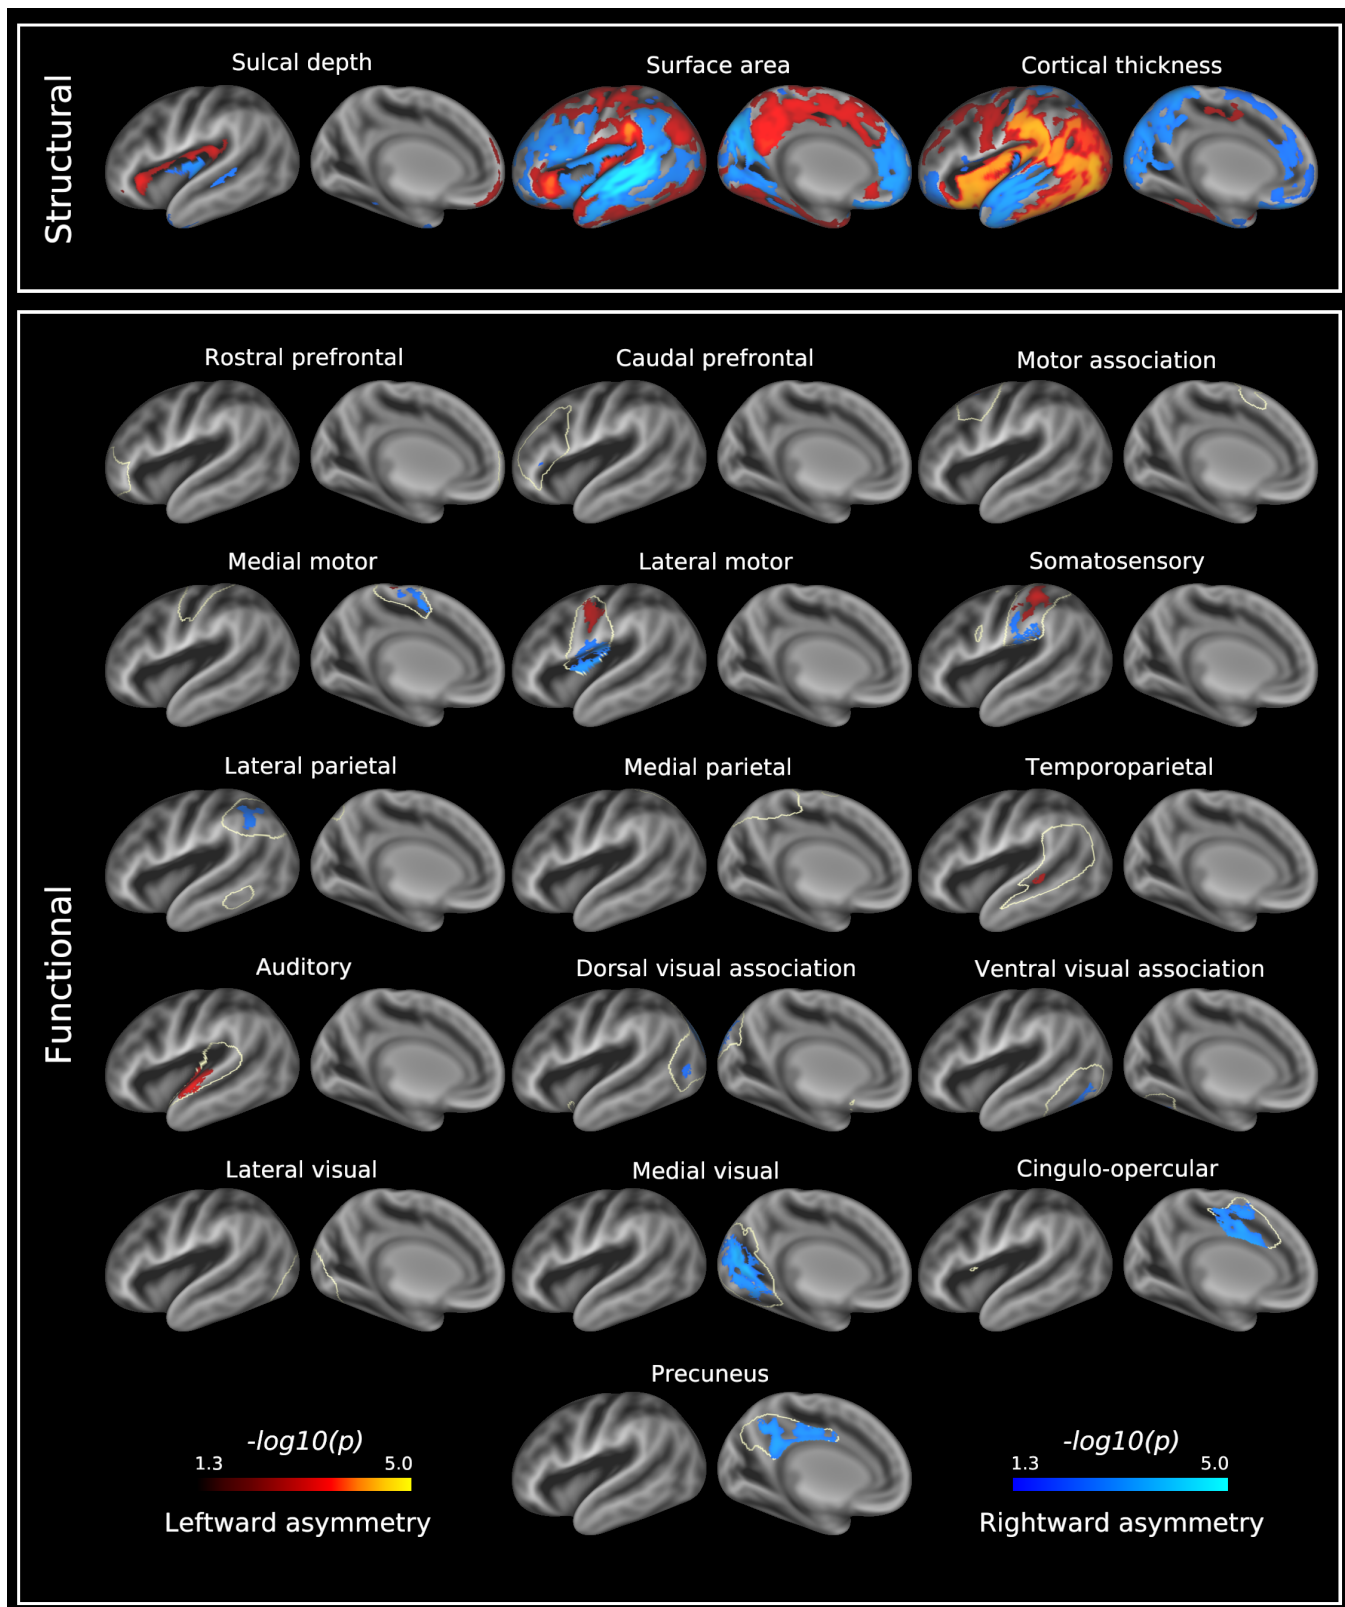 Structural
Sulcal depth
Surface area
Cortical thickness
Functional
Rostral prefrontal
Caudal prefrontal
Motor association
Medial motor
Lateral motor
Somatosensory
Lateral parietal
Medial parietal
Temporoparietal
Auditory
Dorsal visual association
Ventral visual association
Lateral visual
Medial visual
Cingulo-opercular
Precuneus
-log10(p)
1.3 5.0
Leftward asymmetry
-log10(p)
1.3 5.0
Rightward asymmetry